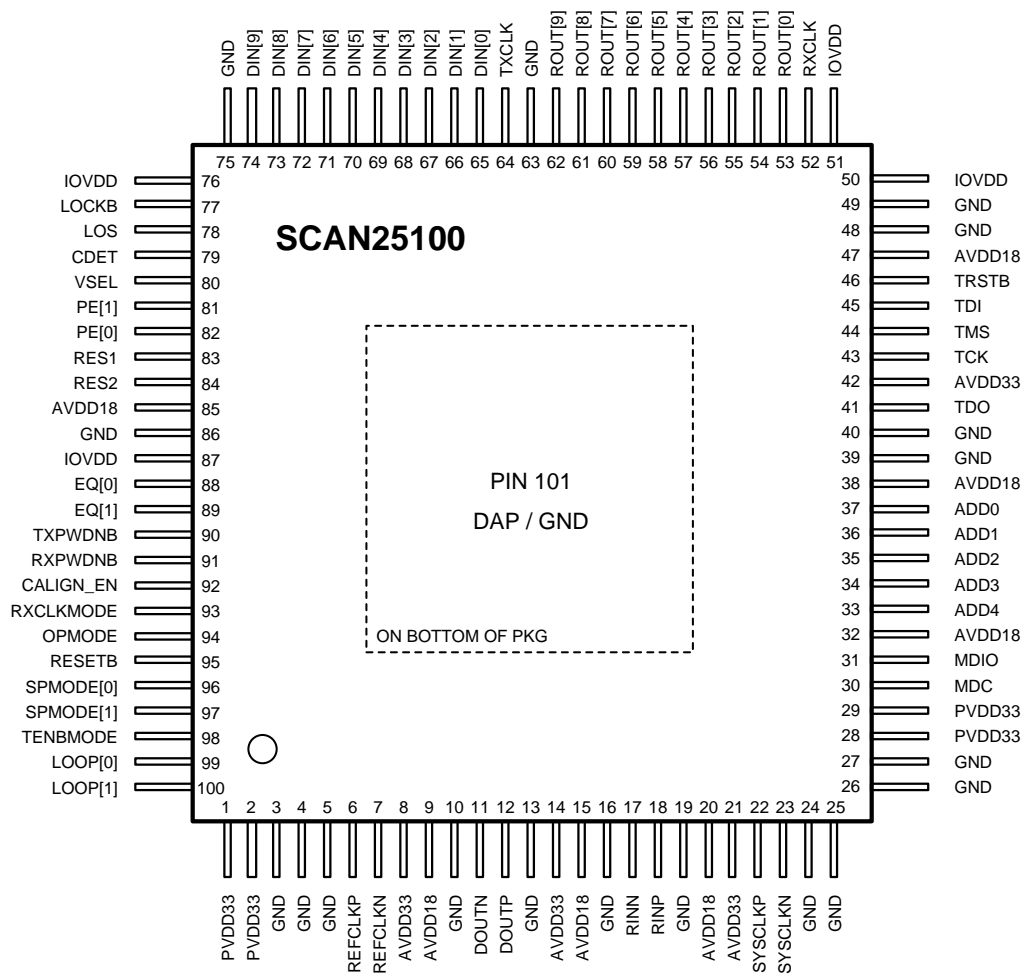 GND
DIN[9]
DIN[8]
DIN[7]
DIN[6]
DIN[5]
DIN[4]
DIN[3]
DIN[2]
DIN[1]
DIN[0]
TXCLK
GND
ROUT[9]
ROUT[8]
ROUT[7]
ROUT[6]
ROUT[5]
ROUT[4]
ROUT[3]
ROUT[2]
ROUT[1]
ROUT[0]
RXCLK
IOVDD
75 74 73 72 71 70 69 68 67 66 65 64 63 62 61 60 59 58 57 56 55 54 53 52 51
IOVDD 76
LOCKB 77
LOS 78
CDET 79
VSEL 80
PE[1] 81
PE[0] 82
RES1 83
RES2 84
AVDD18 85
GND 86
IOVDD 87
EQ[0] 88
EQ[1] 89
TXPWDNB 90
RXPWDNB 91
CALIGN_EN 92
RXCLKMODE 93
OPMODE 94
RESETB 95
SPMODE[0] 96
SPMODE[1] 97
TENBMODE 98
LOOP[0] 99
LOOP[1] 100
SCAN25100
PIN 101
DAP / GND
ON BOTTOM OF PKG
50 IOVDD
49 GND
48 GND
47 AVDD18
46 TRSTB
45 TDI
44 TMS
43 TCK
42 AVDD33
41 TDO
40 GND
39 GND
38 AVDD18
37 ADD0
36 ADD1
35 ADD2
34 ADD3
33 ADD4
32 AVDD18
31 MDIO
30 MDC
29 PVDD33
28 PVDD33
27 GND
26 GND
1 2 3 4 5 6 7 8 9 10 11 12 13 14 15 16 17 18 19 20 21 22 23 24 25
PVDD33
PVDD33
GND
GND
GND
REFCLKP
REFCLKN
AVDD33
AVDD18
GND
DOUTN
DOUTP
GND
AVDD33
AVDD18
GND
RINN
RINP
GND
AVDD18
AVDD33
SYSCLKP
SYSCLKN
GND
GND